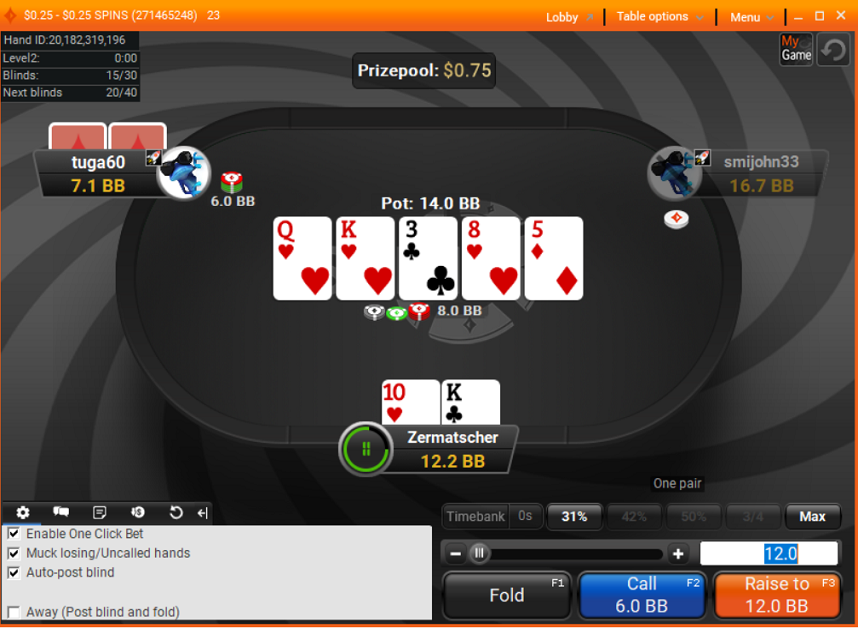 $0.25 - $0.25 SPINS (271465248) 23
Lobby
Table options
Menu
Hand ID:20,182,319,196
Level2: 0:00
Blinds: 15/30
Next blinds 20/40
My
Game
Prizepool: $0.75
tuga60
7.1 BB
6.0 BB
smijohn33
16.7 BB
Pot: 14.0 BB
Q K 3 8 5
8.0 BB
10 K
Zermatscher
12.2 BB
One pair
Timebank 0s 31% 42% 50% 3/4 Max
Enable One Click Bet
Muck losing/Uncalled hands
Auto-post blind
Away (Post blind and fold)
12.0
Fold F1
Call F2
6.0 BB
Raise to F3
12.0 BB